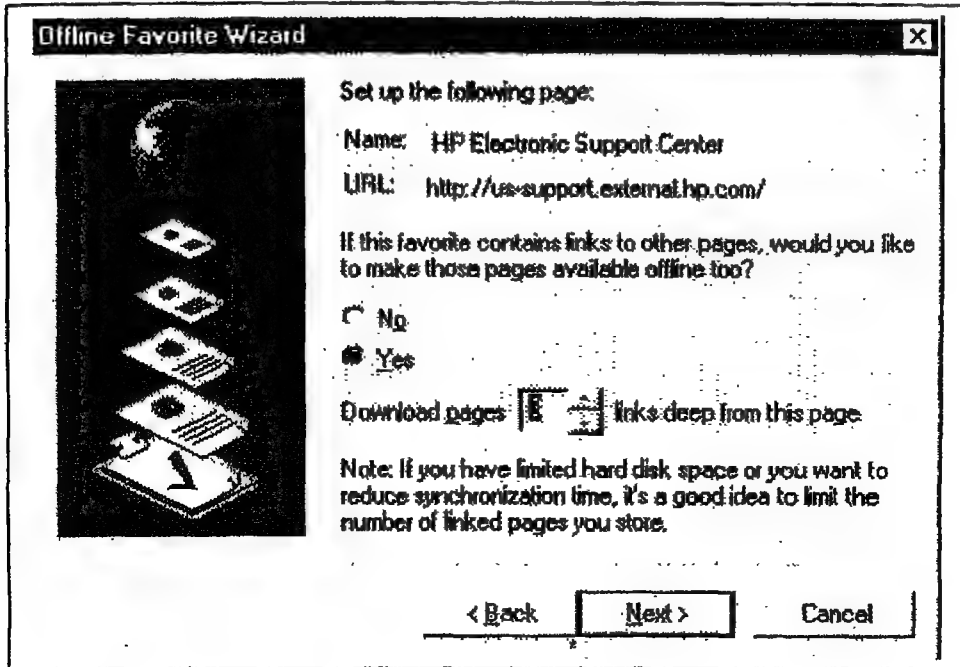 Offline Favorite Wizard
Set up the following page:
Name: HP Electronic Support Center
URL: http://us-support.external.hp.com/
If this favorite contains links to other pages, would you like
to make those pages available offline too?
No
Yes
Download pages links deep from this page
Note: If you have limited hard disk space or you want to
reduce synchronization time, it's a good idea to limit the
number of linked pages you store.
< Back
Next >
Cancel